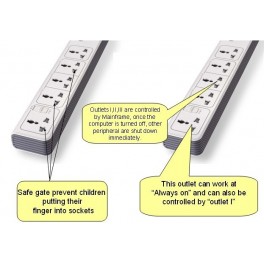 Outlets I,II,III are controlled
by Mainframe, once the
computer is turned off, other
peripheral are shut down
immediately.
Safe gate prevent children
putting their
finger into sockets
This outlet can work at
"Always on" and can also
be controlled by "outlet I"